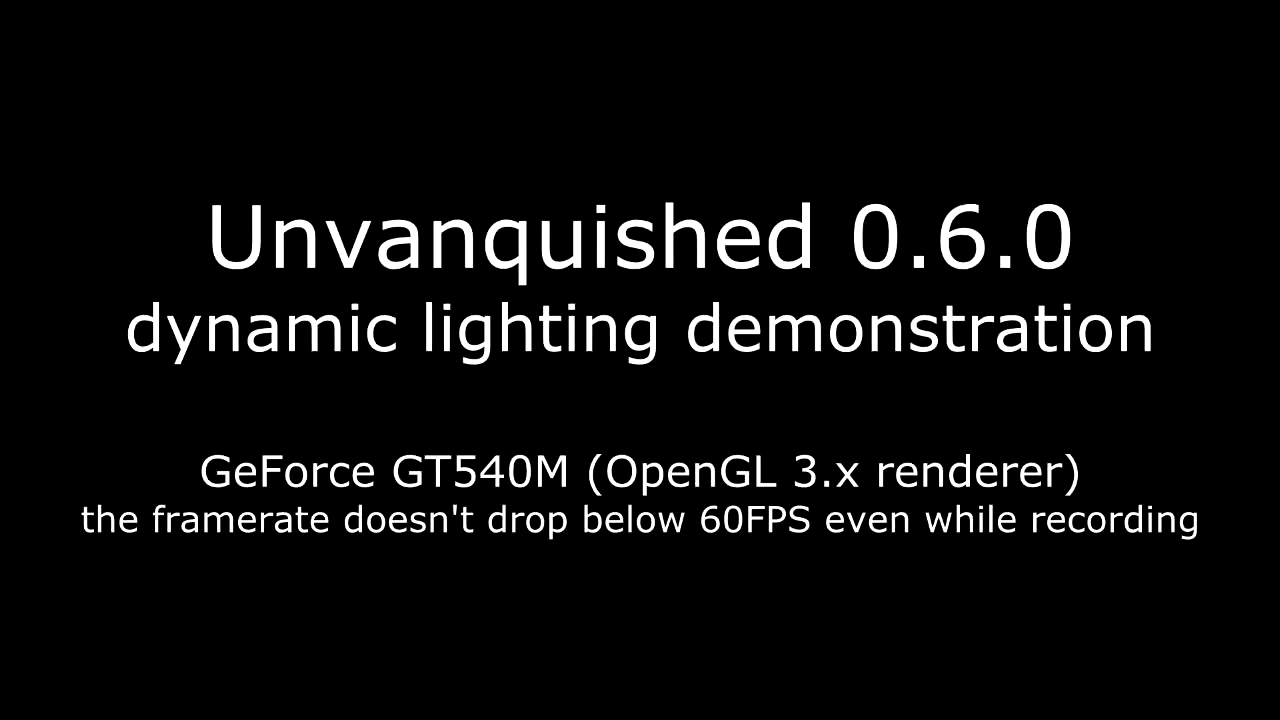 Unvanquished 0.6.0
dynamic lighting demonstration
GeForce GT540M (OpenGL 3.x renderer)
the framerate doesn't drop below 60FPS even while recording